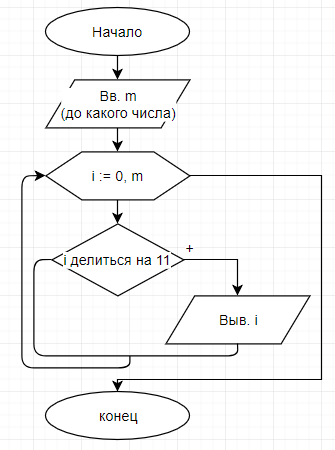 Начало
Вв. m
(до какого числа)
i := 0, m
i делиться на 11
+
Выв. i
конец